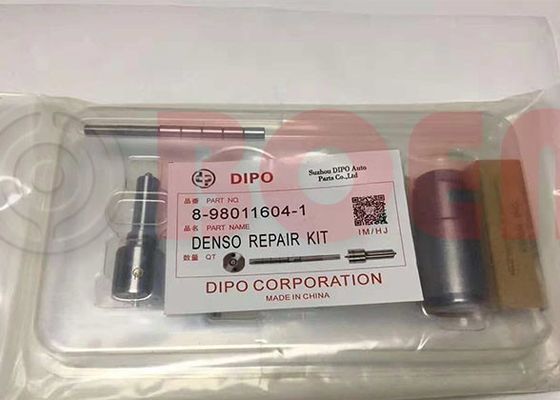 DIPO
Suzhou DIPO Auto
Parts Co.,Ltd
品番 PART NO
8-98011604-1
品名 PART NAME
IM/HJ
DENSO REPAIR KIT
数量 QT
DIPO CORPORATION
MADE IN CHINA